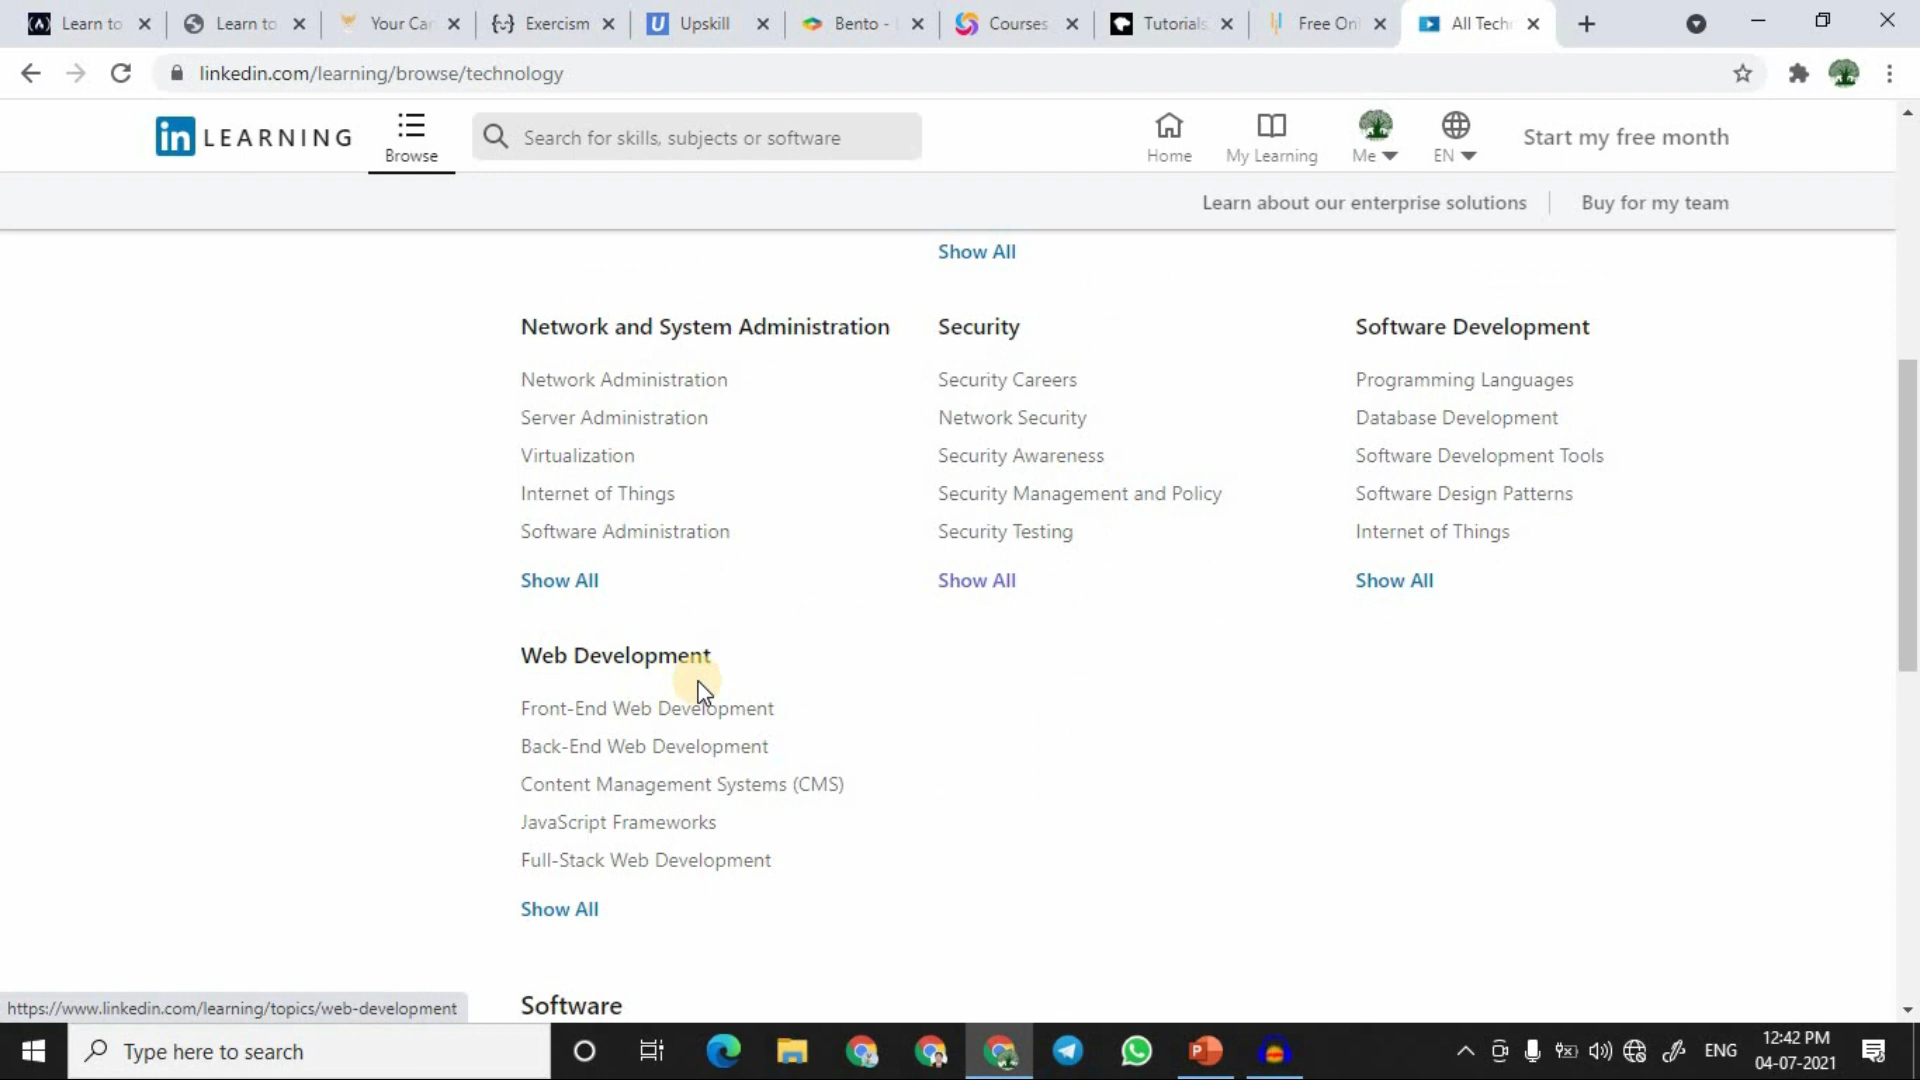 Learn to
Learn to
Your Car
Exercism
Upskill
Bento -
Courses
Tutorials
Free Onl
All Tech
linkedin.com/learning/browse/technology
in LEARNING
Browse
Search for skills, subjects or software
Home
My Learning
Me
EN
Start my free month
Learn about our enterprise solutions
Buy for my team
Show All
Network and System Administration
Network Administration
Server Administration
Virtualization
Internet of Things
Software Administration
Show All
Security
Security Careers
Network Security
Security Awareness
Security Management and Policy
Security Testing
Show All
Software Development
Programming Languages
Database Development
Software Development Tools
Software Design Patterns
Internet of Things
Show All
Web Development
Front-End Web Development
Back-End Web Development
Content Management Systems (CMS)
JavaScript Frameworks
Full-Stack Web Development
Show All
Software
https://www.linkedin.com/learning/topics/web-development
Type here to search
ENG
12:42 PM
04-07-2021